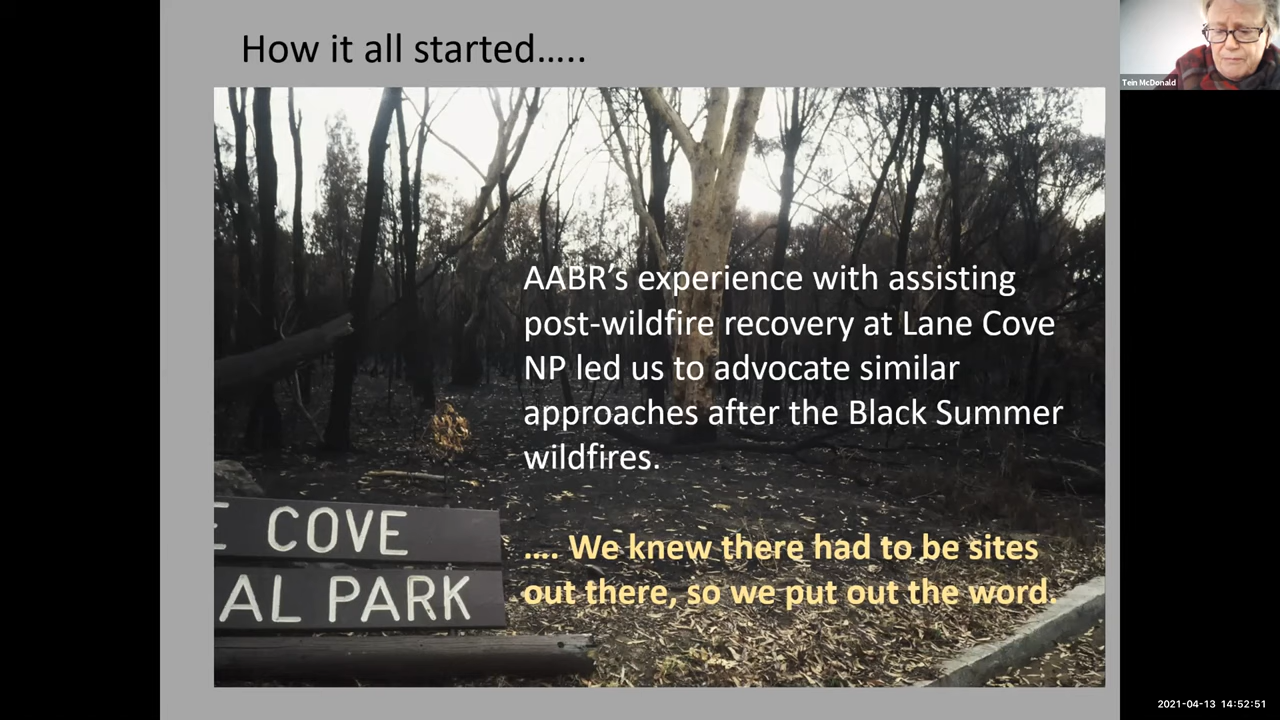 How it all started.....
Tein McDonald
AABR’s experience with assisting
post-wildfire recovery at Lane Cove
NP led us to advocate similar
approaches after the Black Summer
wildfires.
.... We knew there had to be sites
out there, so we put out the word.
E COVE
AL PARK
2021-04-13 14:52:51